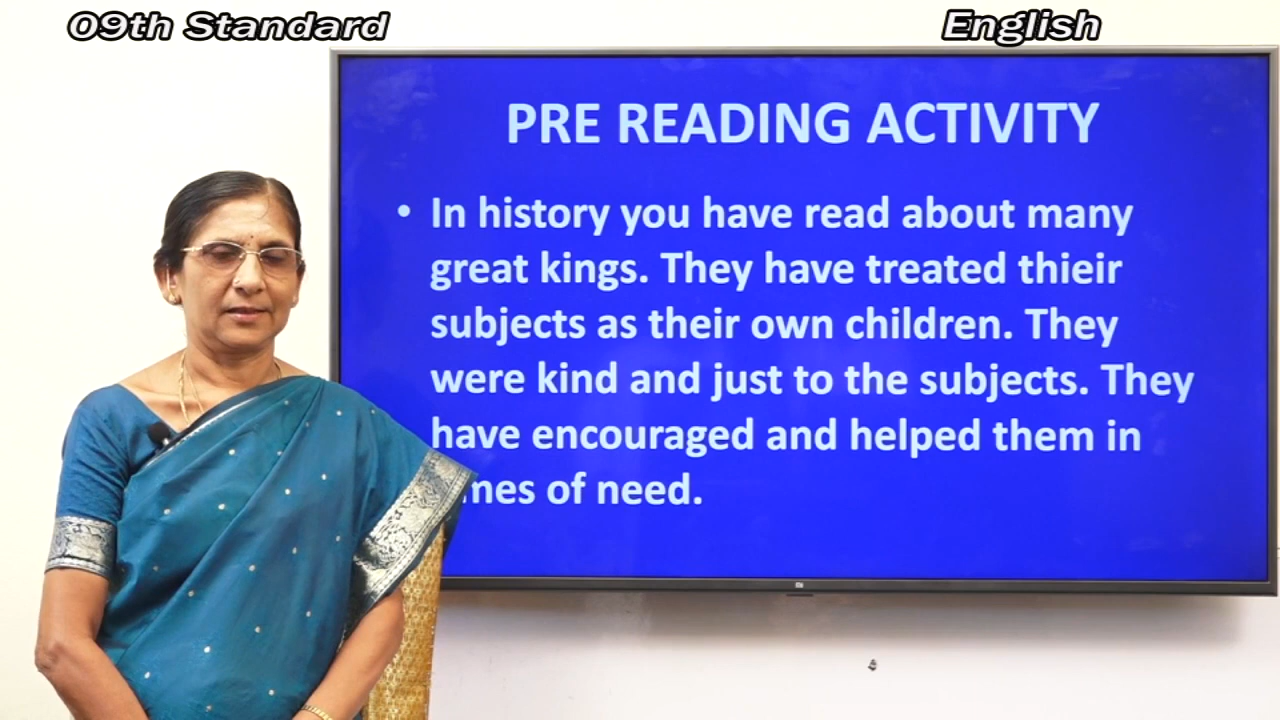 09th Standard
English
PRE READING ACTIVITY
• In history you have read about many
great kings. They have treated thieir
subjects as their own children. They
were kind and just to the subjects. They
have encouraged and helped them in
of need.